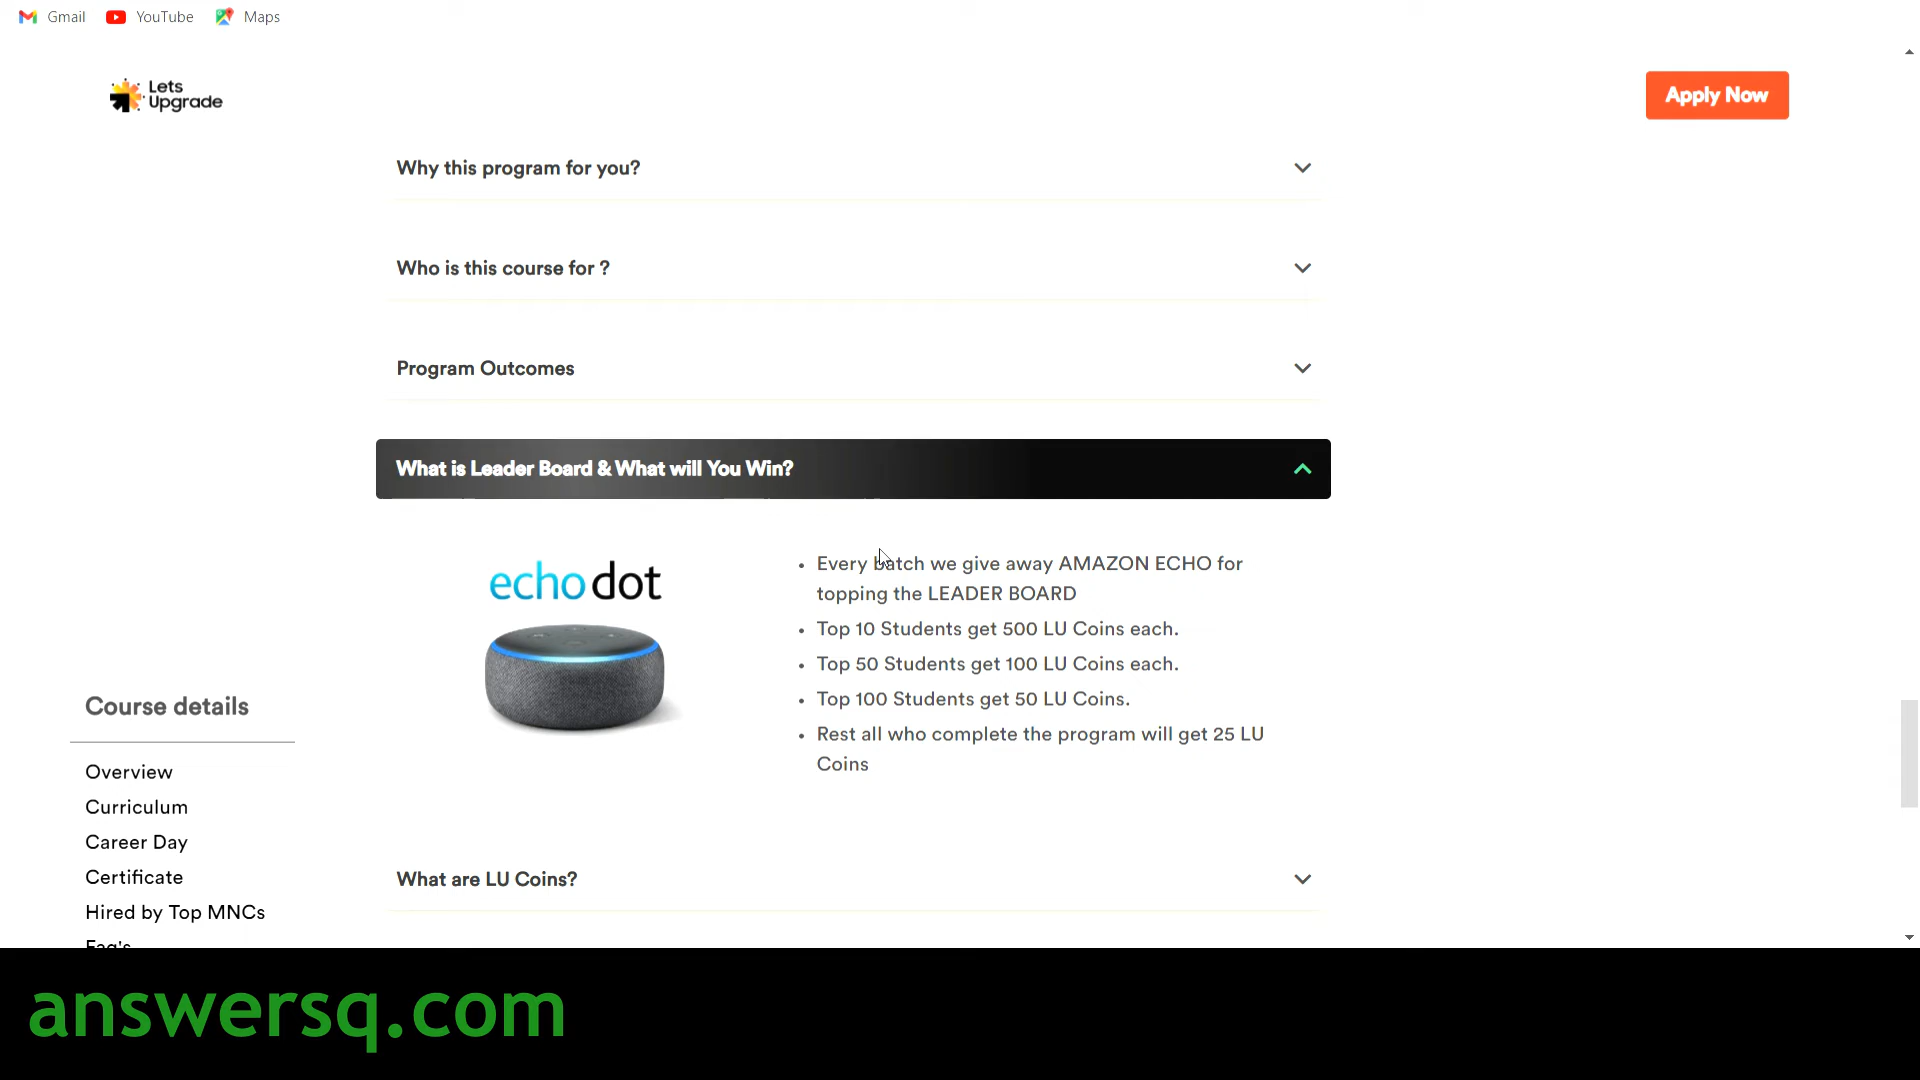 Gmail YouTube Maps
Lets
Upgrade
Apply Now
Why this program for you?
Who is this course for ?
Program Outcomes
What is Leader Board & What will You Win?
echo dot
• Every batch we give away AMAZON ECHO for
topping the LEADER BOARD
• Top 10 Students get 500 LU Coins each.
• Top 50 Students get 100 LU Coins each.
• Top 100 Students get 50 LU Coins.
• Rest all who complete the program will get 25 LU
Coins
Course details
Overview
Curriculum
Career Day
Certificate
Hired by Top MNCs
Faq's
What are LU Coins?
answersq.com